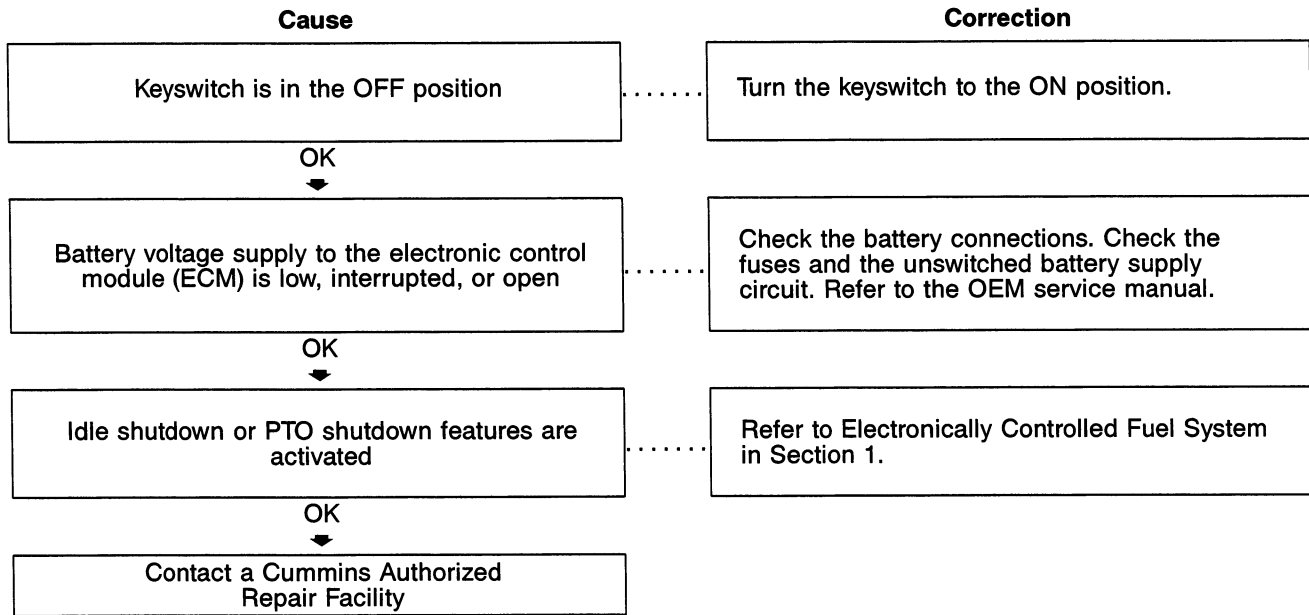 Cause
Correction
Keyswitch is in the OFF position
Turn the keyswitch to the ON position.
OK
Battery voltage supply to the electronic control
module (ECM) is low, interrupted, or open
Check the battery connections. Check the
fuses and the unswitched battery supply
circuit. Refer to the OEM service manual.
OK
Idle shutdown or PTO shutdown features are
activated
Refer to Electronically Controlled Fuel System
in Section 1.
OK
Contact a Cummins Authorized
Repair Facility